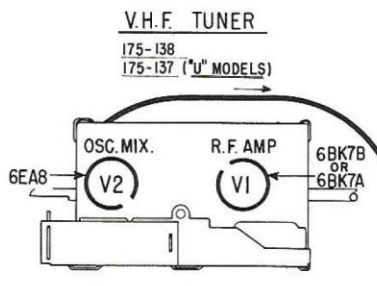 V.H.F. TUNER
175-138
175-137 ("U" MODELS)
OSC. MIX.
R.F. AMP
6EA8
V2
V1
6BK7B
OR
6BK7A